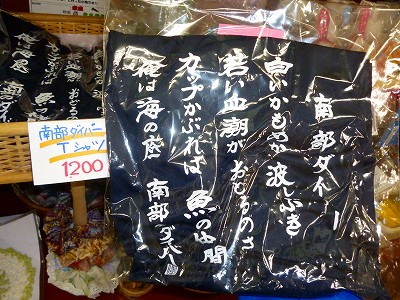 南部ダイバー
白いかもめか波しぶき
若い血潮がおどるのさ
カップかぶれば魚の仲間
俺は海の底 南部ダイバー
南部ダイバー
Tシャツ
1200